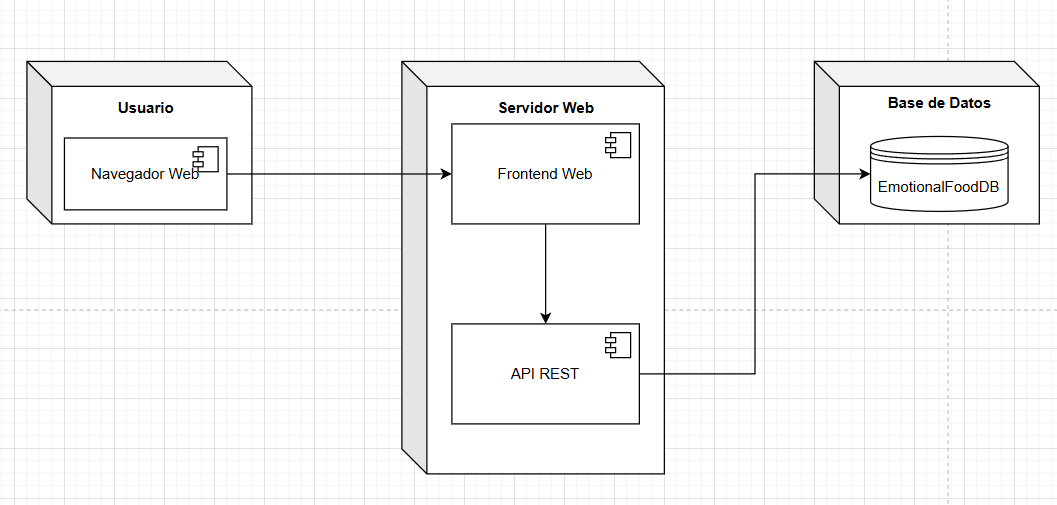 Usuario
Navegador Web
Servidor Web
Frontend Web
API REST
Base de Datos
EmotionalFoodDB